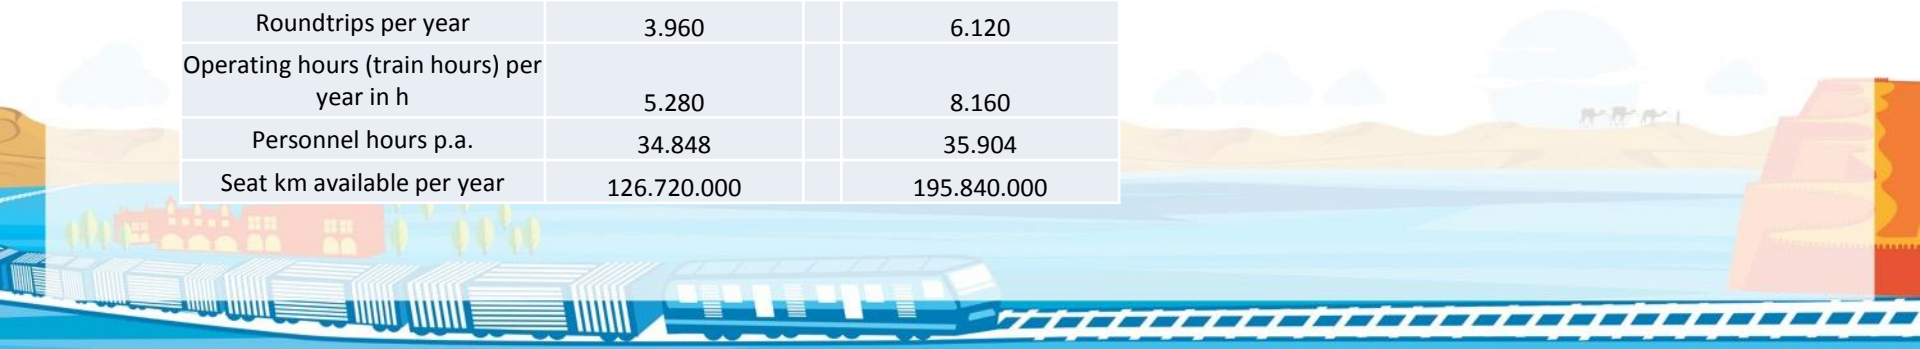 Roundtrips per year 3.960 6.120
Operating hours (train hours) per
year in h 5.280 8.160
Personnel hours p.a. 34.848 35.904
Seat km available per year 126.720.000 195.840.000